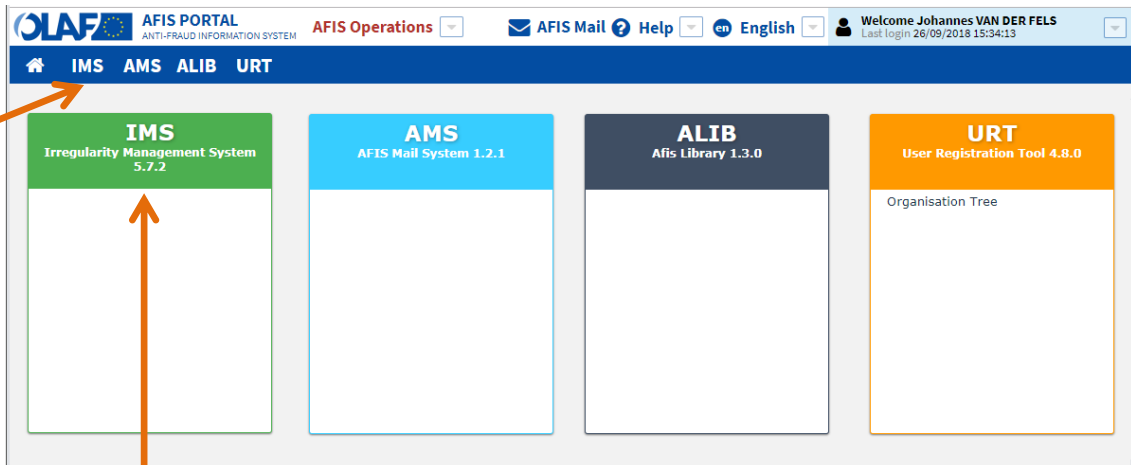 OLAF
AFIS PORTAL
ANTI-FRAUD INFORMATION SYSTEM
AFIS Operations
AFIS Mail ? Help en English
Welcome Johannes VAN DER FELS
Last login 26/09/2018 15:34:13
IMS AMS ALIB URT
IMS
Irregularity Management System
5.7.2
AMS
AFIS Mail System 1.2.1
ALIB
Afis Library 1.3.0
URT
User Registration Tool 4.8.0
Organisation Tree